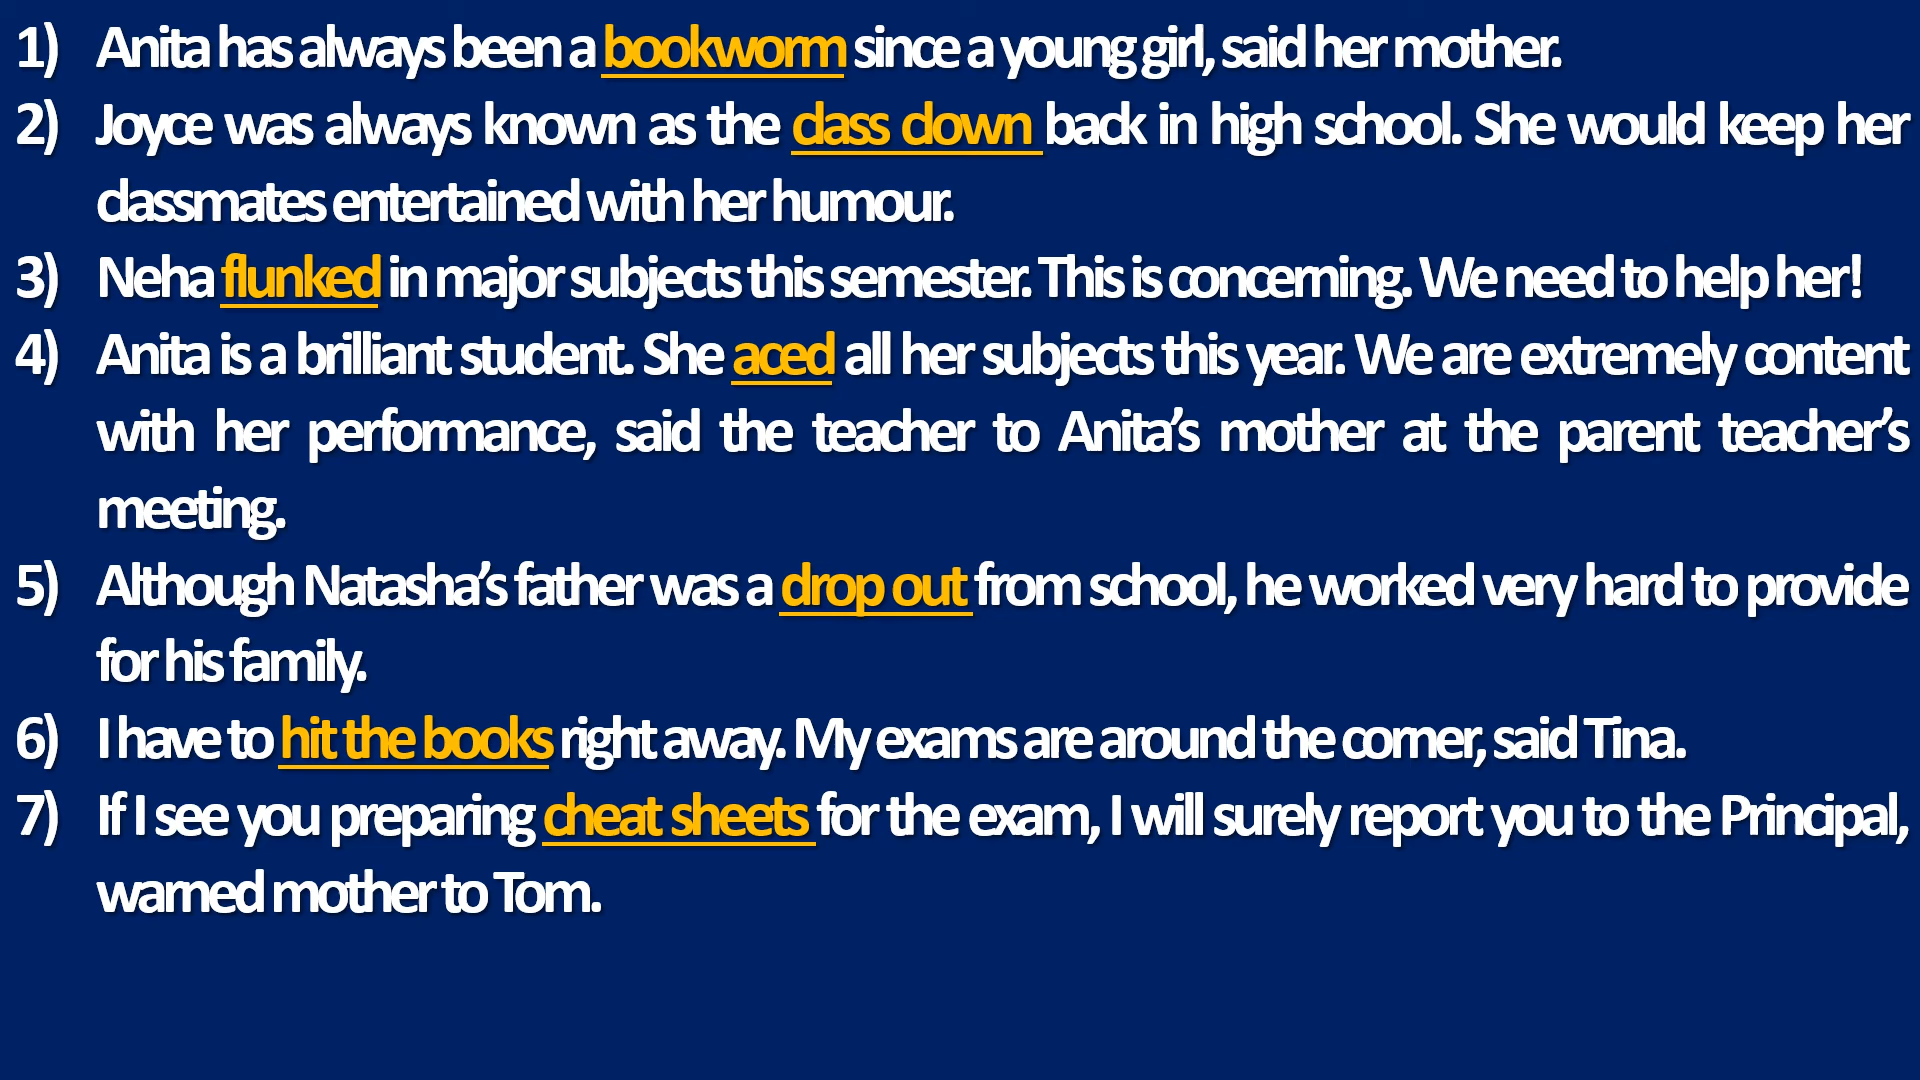 1) Anita has always been a bookworm since a young girl, said her mother.
2) Joyce was always known as the class clown back in high school. She would keep her
classmates entertained with her humour.
3) Neha flunked in major subjects this semester. This is concerning. We need to help her!
4) Anita is a brilliant student. She aced all her subjects this year. We are extremely content
with her performance, said the teacher to Anita’s mother at the parent teacher’s
meeting.
5) Although Natasha’s father was a drop out from school, he worked very hard to provide
for his family.
6) I have to hit the books right away. My exams are around the corner, said Tina.
7) If I see you preparing cheat sheets for the exam, I will surely report you to the Principal,
warned mother to Tom.